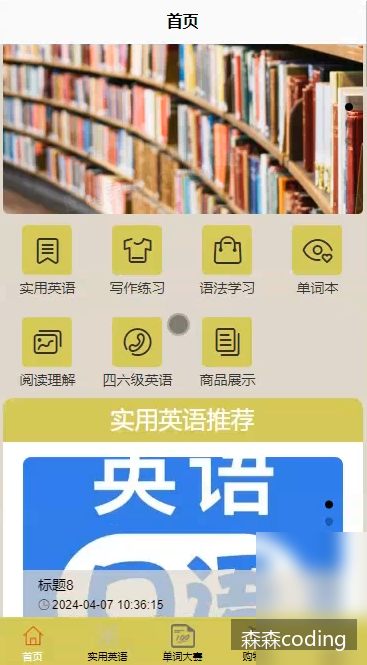 首页
实用英语
写作练习
语法学习
单词本
阅读理解
四六级英语
商品展示
实用英语推荐
英语
口语
标题8
2024-04-07 10:36:15
首页
实用英语
单词大赛
购
森森coding